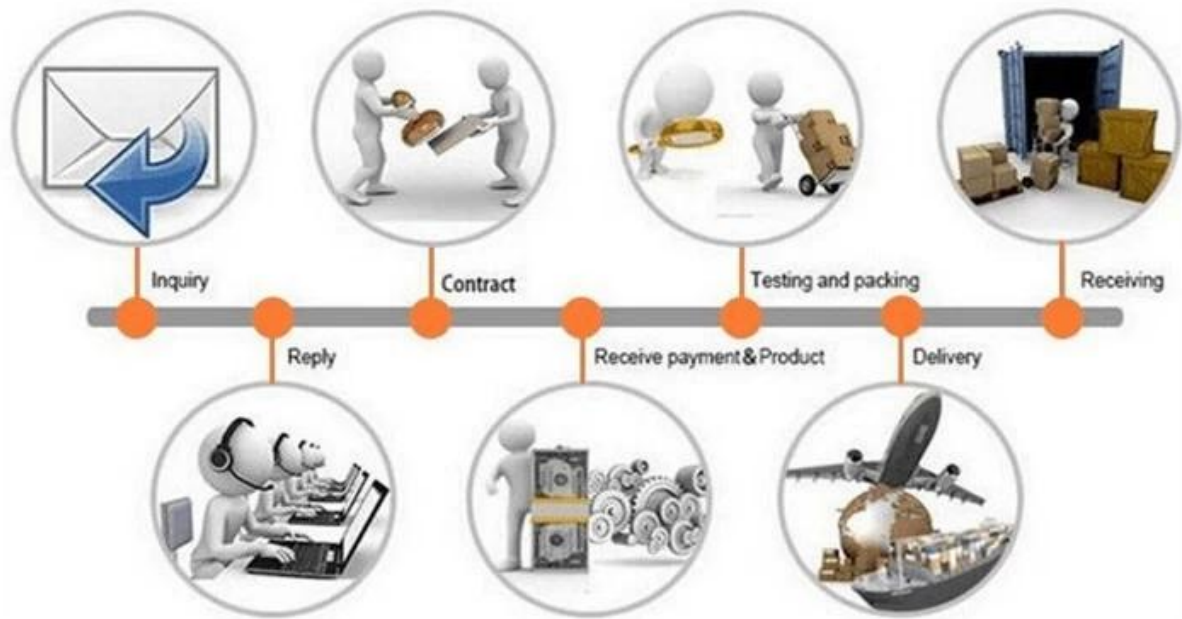 Inquiry
Reply
Contract
Receive payment&Product
Testing and packing
Delivery
Receiving